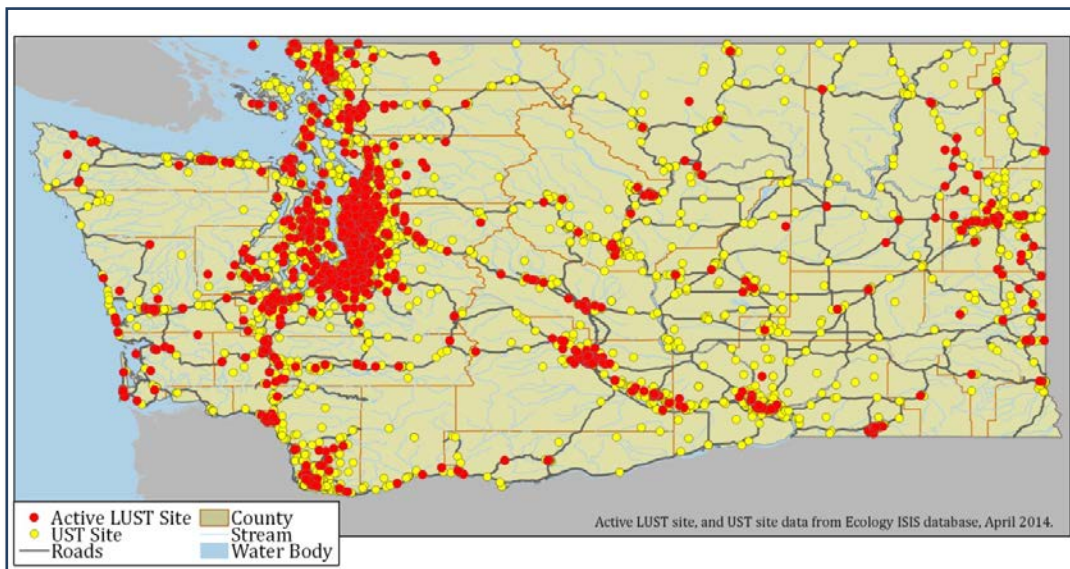 Active LUST Site
UST Site
Roads
County
Stream
Water Body
Active LUST site, and UST site data from Ecology ISIS database, April 2014.